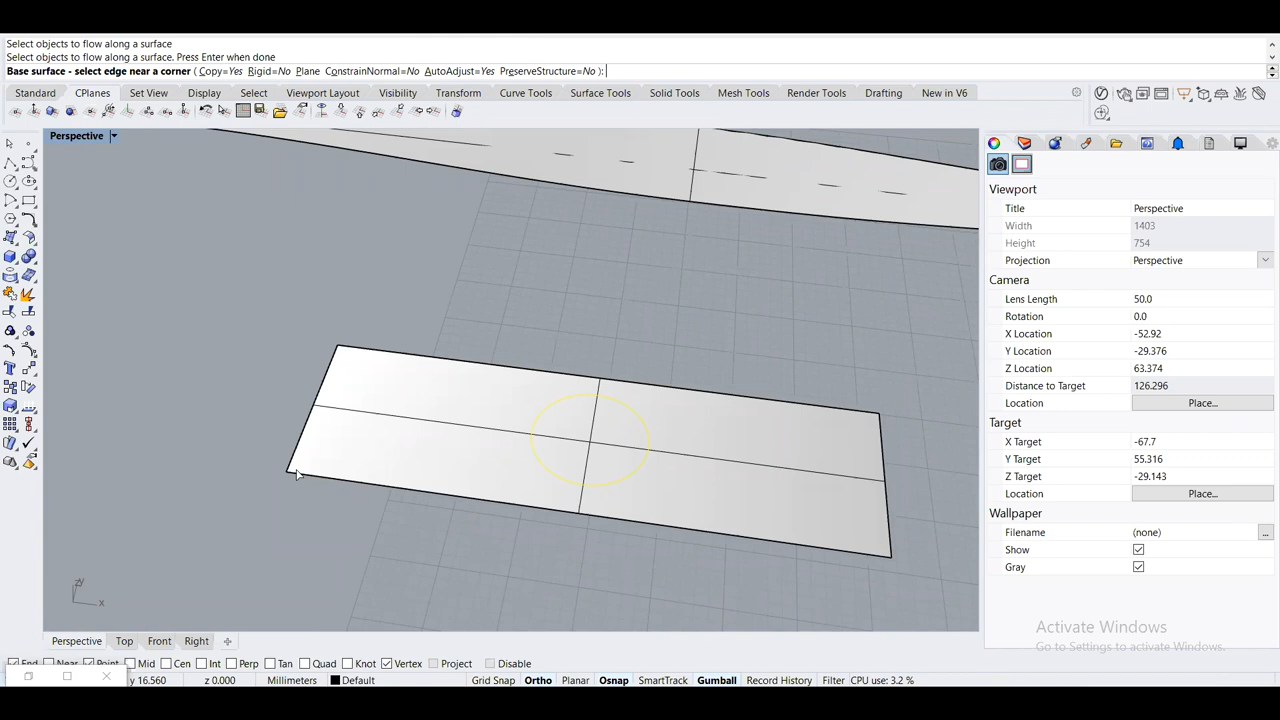 Select objects to flow along a surface
Select objects to flow along a surface. Press Enter when done
Base surface - select edge near a corner ( Copy=Yes Rigid=No Plane ConstrainNormal=No AutoAdjust=Yes PreserveStructure=No ):
Standard CPlanes Set View Display Select Viewport Layout Visibility Transform Curve Tools Surface Tools Solid Tools Mesh Tools Render Tools Drafting New in V6
Perspective
Viewport
Title Perspective
Width 1403
Height 754
Projection Perspective
Camera
Lens Length 50.0
Rotation 0.0
X Location -52.92
Y Location -29.376
Z Location 63.374
Distance to Target 126.296
Location Place...
Target
X Target -67.7
Y Target 55.316
Z Target -29.143
Location Place...
Wallpaper
Filename (none) ...
Show
Gray
z y
x
Activate Windows
Go to Settings to activate Windows.
Perspective Top Front Right
End Near Point Mid Cen Int Perp Tan Quad Knot Vertex Project Disable
y 16.560 z 0.000 Millimeters Default Grid Snap Ortho Planar Osnap SmartTrack Gumball Record History Filter CPU use: 3.2 %